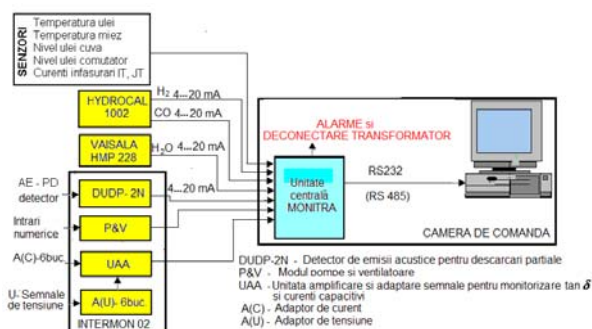 SENZORI
Temperatura ulei
Temperatura miez
Nivel ulei cuva
Nivel ulei comutator
Curenti infasurari IT, JT
HYDROCAL
1002
H2 4...20 mA
CO 4...20 mA
VAISALA
HMP 228
H2O 4...20 mA
AE - PD
detector
DUDP- 2N
4...20 mA
Intrari
numerice
P&V
A(C)-6buc
UAA
U- Semnale
de tensiune
A(U)- 6buc
INTERMON 02
ALARME si
DECONECTARE TRANSFORMATOR
Unitate
centrală
MONITRA
RS232
(RS 485)
CAMERA DE COMANDA
DUDP-2N - Detector de emisii acustice pentru descarcari partiale
P&V - Modul pompe si ventilatoare
UAA - Unitata amplificare si adaptare semnale pentru monitorizare tan δ
si curenti capacitivi
A(C) - Adaptor de curent
A(U) - Adaptor de tensiune